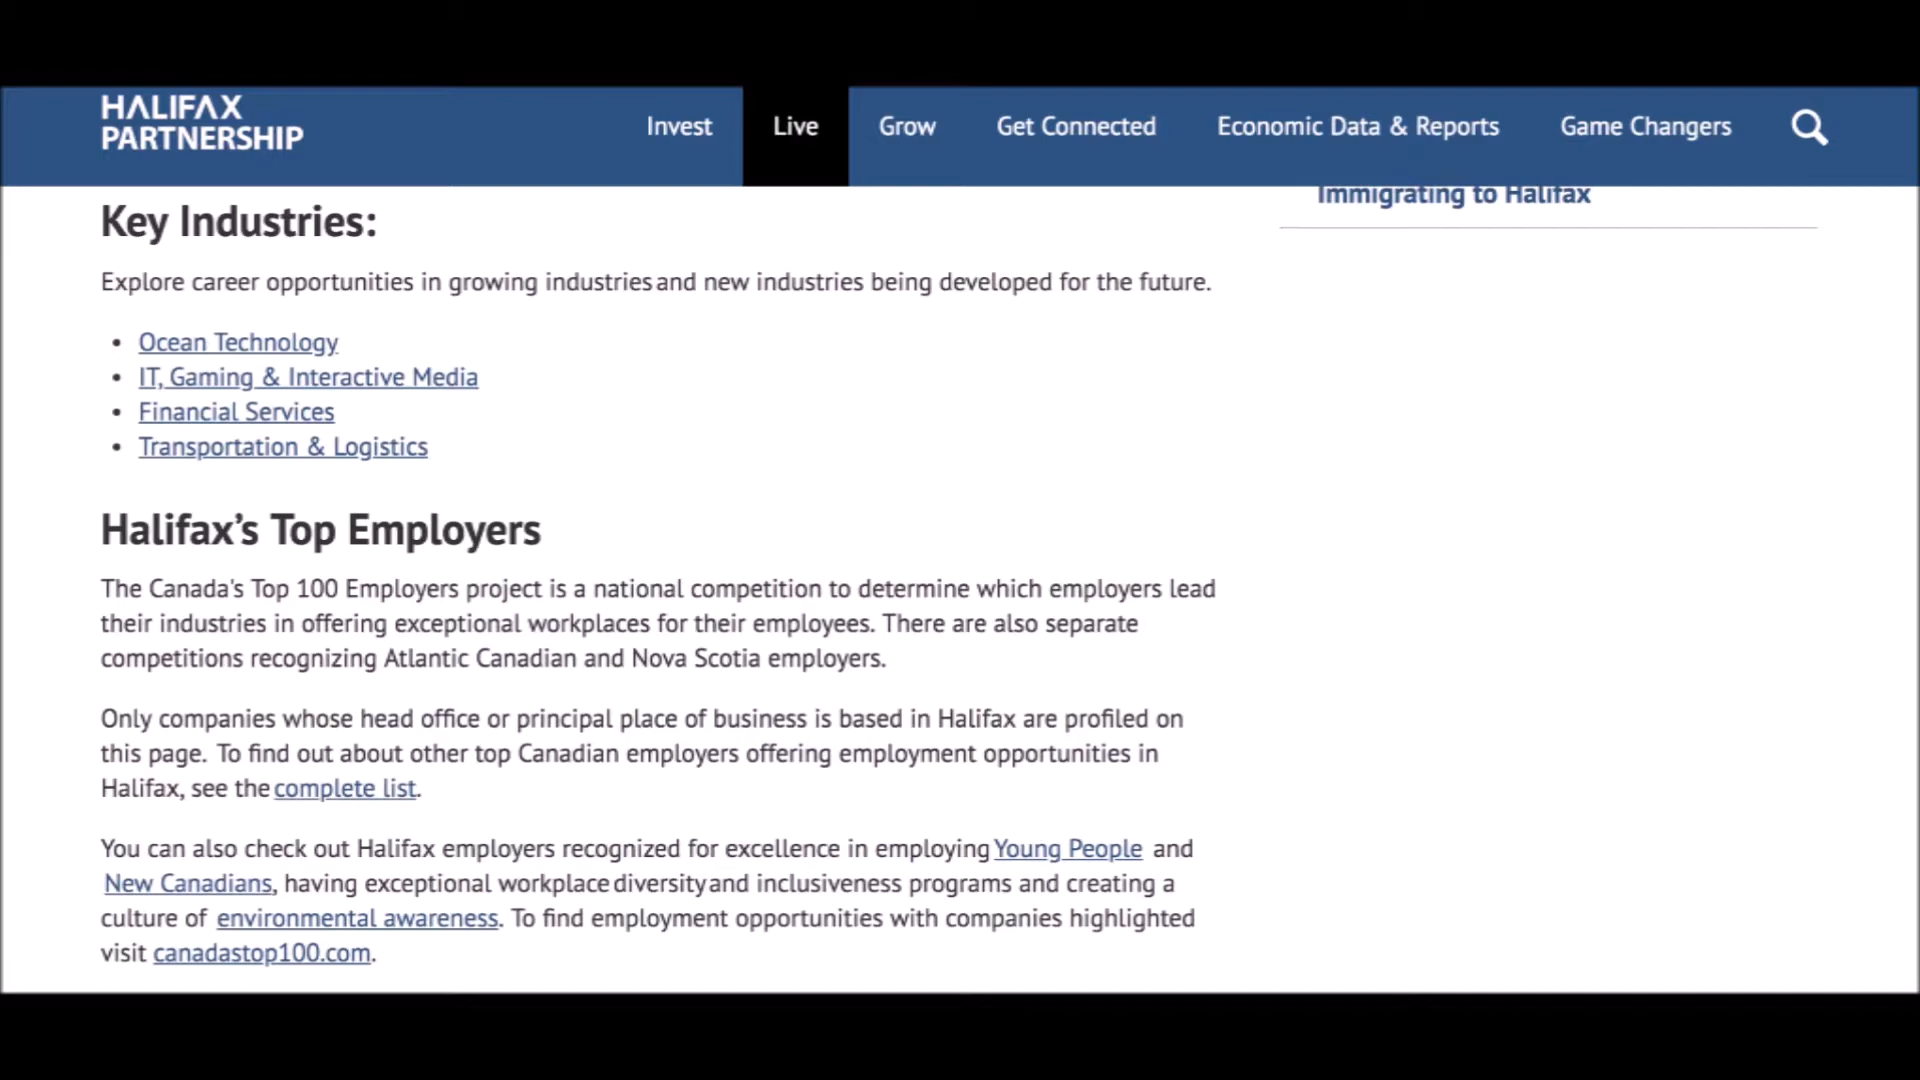 HALIFAX
PARTNERSHIP
Invest
Live
Grow
Get Connected
Economic Data & Reports
Game Changers
Immigrating to Halifax
Key Industries:
Explore career opportunities in growing industries and new industries being developed for the future.
• Ocean Technology
• IT, Gaming & Interactive Media
• Financial Services
• Transportation & Logistics
Halifax’s Top Employers
The Canada's Top 100 Employers project is a national competition to determine which employers lead
their industries in offering exceptional workplaces for their employees. There are also separate
competitions recognizing Atlantic Canadian and Nova Scotia employers.
Only companies whose head office or principal place of business is based in Halifax are profiled on
this page. To find out about other top Canadian employers offering employment opportunities in
Halifax, see the complete list.
You can also check out Halifax employers recognized for excellence in employing Young People and
New Canadians, having exceptional workplace diversity and inclusiveness programs and creating a
culture of environmental awareness. To find employment opportunities with companies highlighted
visit canadastop100.com.